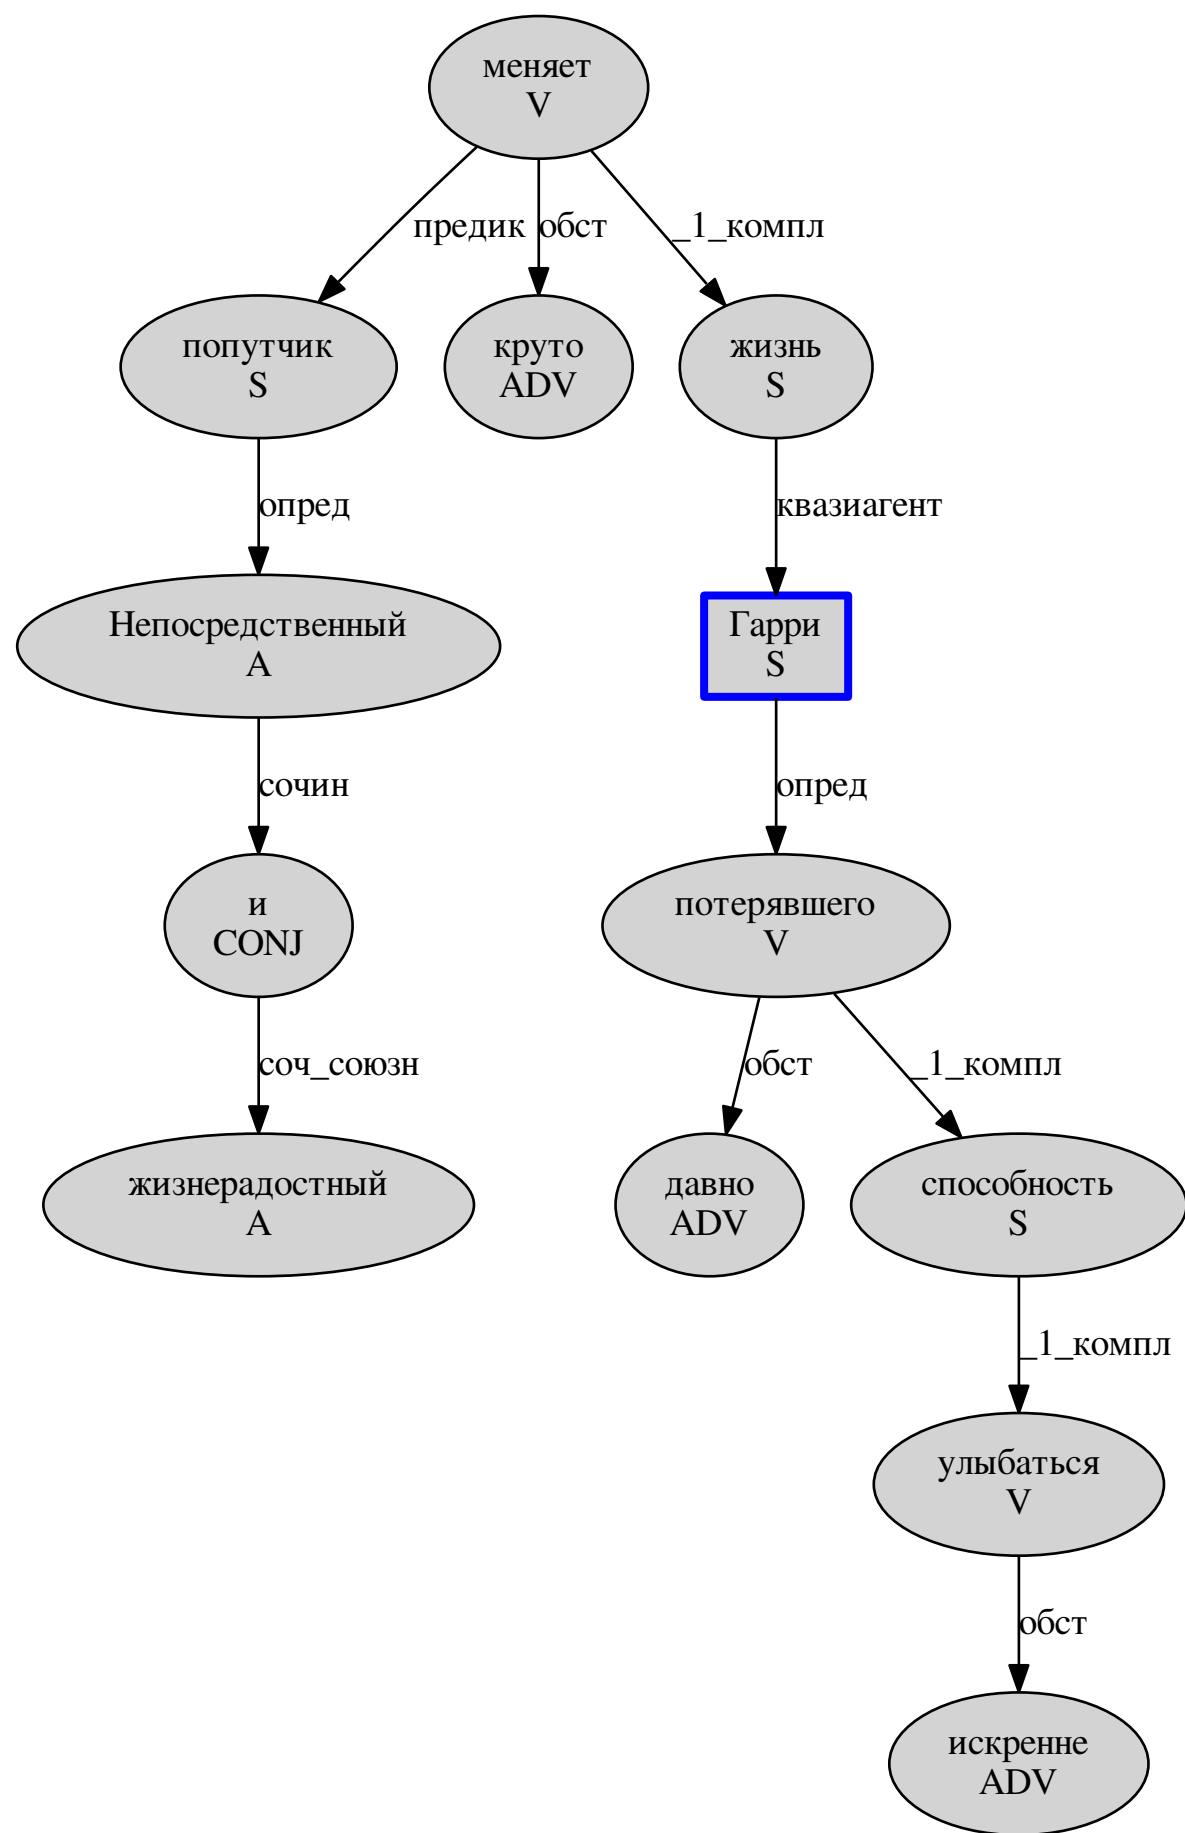 меняет
V
предик обст _1_компл
попутчик
S
круто
ADV
жизнь
S
опред
квазиагент
Непосредственный
A
Гарри
S
сочин
опред
и
CONJ
потерявшего
V
соч_союзн
обст
_1_компл
жизнерадостный
A
давно
ADV
способность
S
_1_компл
улыбаться
V
обст
искренне
ADV